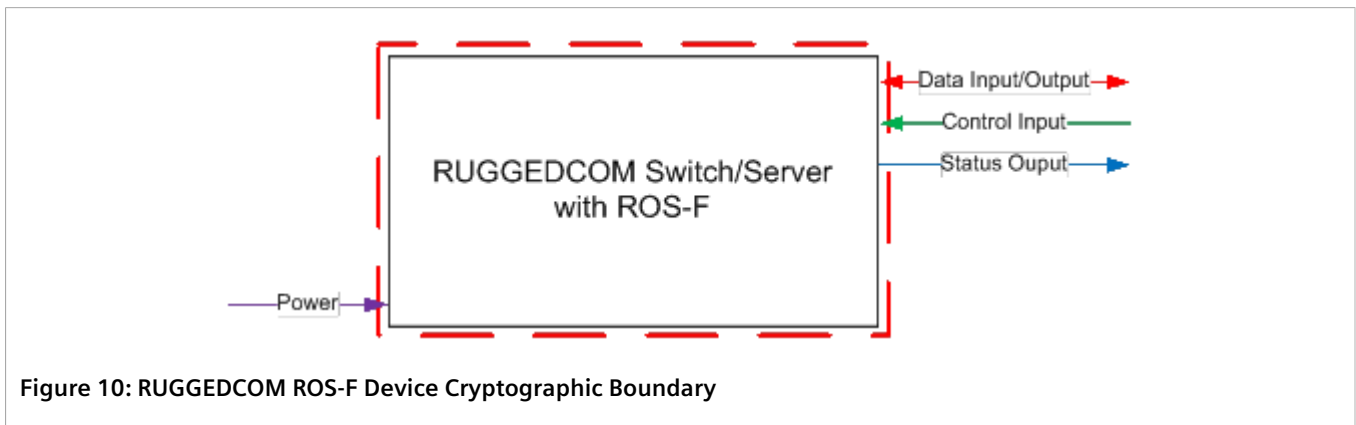 Data Input/Output
Control Input
Status Ouput
RUGGEDCOM Switch/Server
with ROS-F
Power
Figure 10: RUGGEDCOM ROS-F Device Cryptographic Boundary